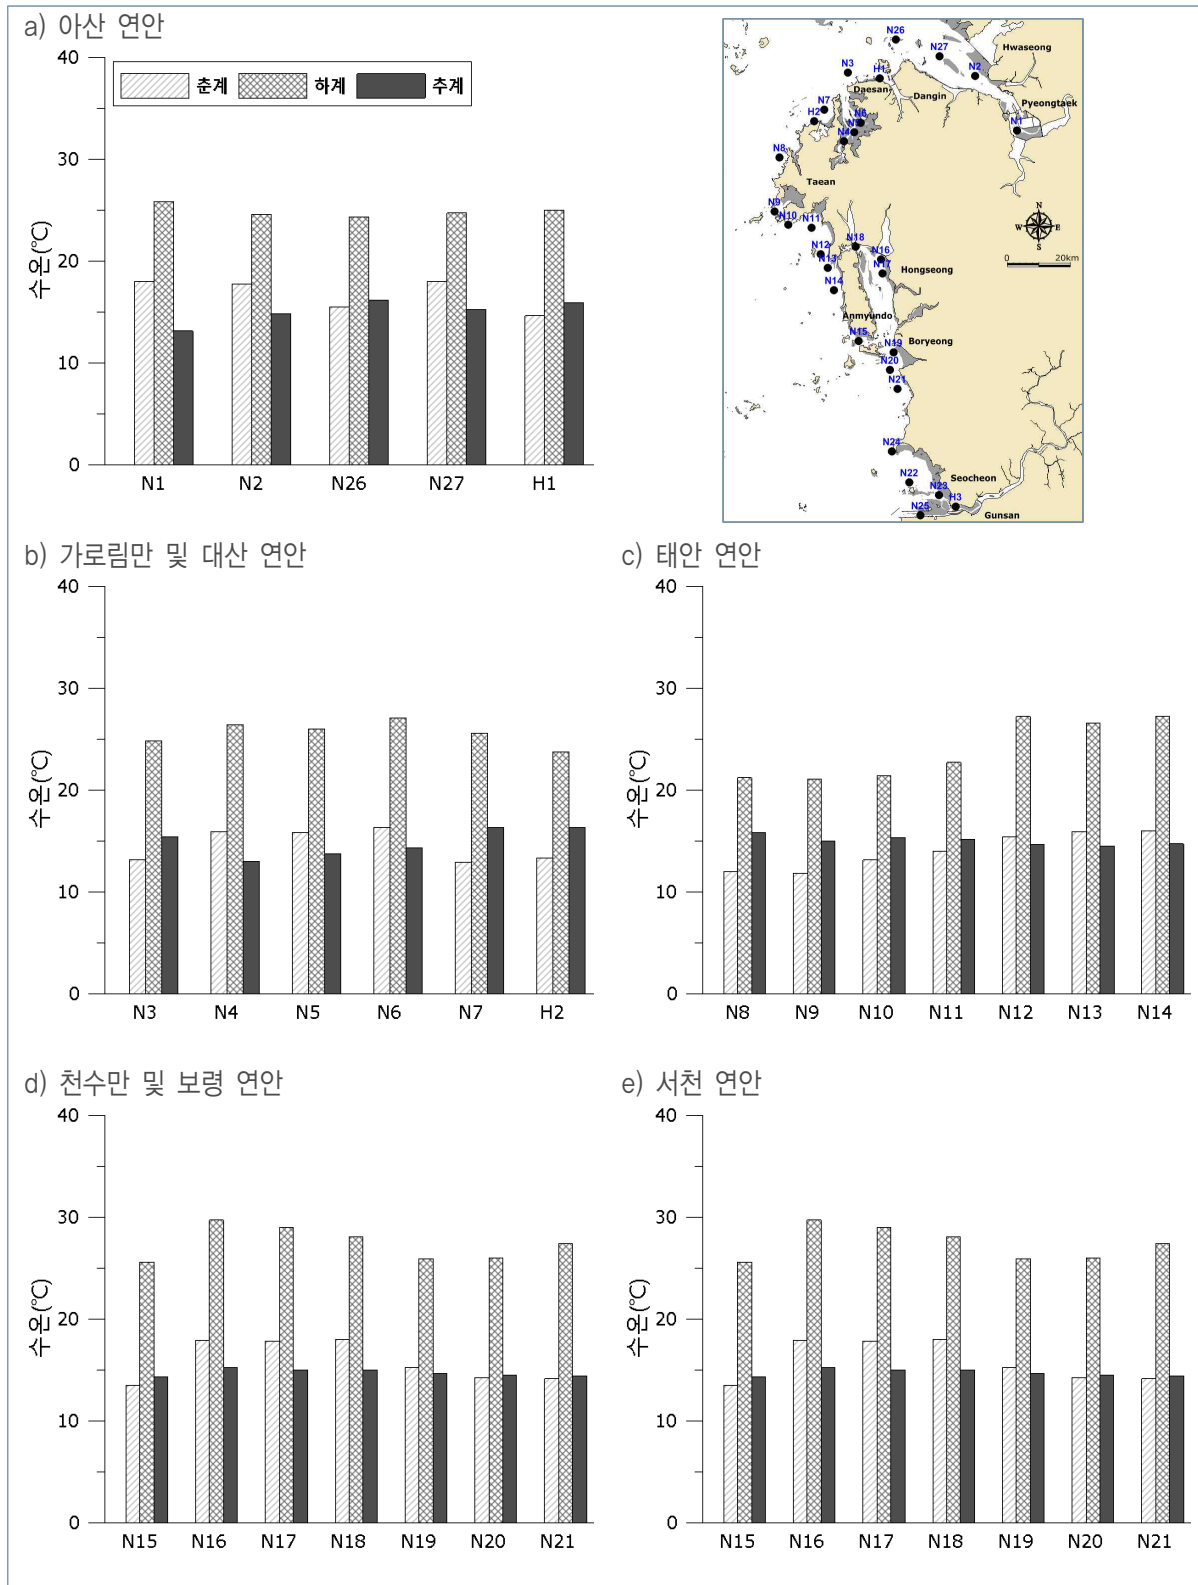 a) 아산 연안
40
30
20
10
0
수온(℃)
춘계 하계 추계
N1 N2 N26 N27 H1
N26
N27
Hwaseong
N3
H1
N2
Daesan
Dangin
Pyeongtaek
N7
H2
N6
N5
N4
N1
N8
Taean
N9
N10
N11
N
W E
S
N12
N18
N13
N16
N17
Hongseong
0 20km
N14
Anmyundo
N15
Boryeong
N19
N20
N21
N24
N22
Seocheon
N23
H3
N25
Gunsan
b) 가로림만 및 대산 연안
40
30
20
10
0
수온(℃)
N3 N4 N5 N6 N7 H2
c) 태안 연안
40
30
20
10
0
수온(℃)
N8 N9 N10 N11 N12 N13 N14
d) 천수만 및 보령 연안
40
30
20
10
0
수온(℃)
N15 N16 N17 N18 N19 N20 N21
e) 서천 연안
40
30
20
10
0
수온(℃)
N15 N16 N17 N18 N19 N20 N21